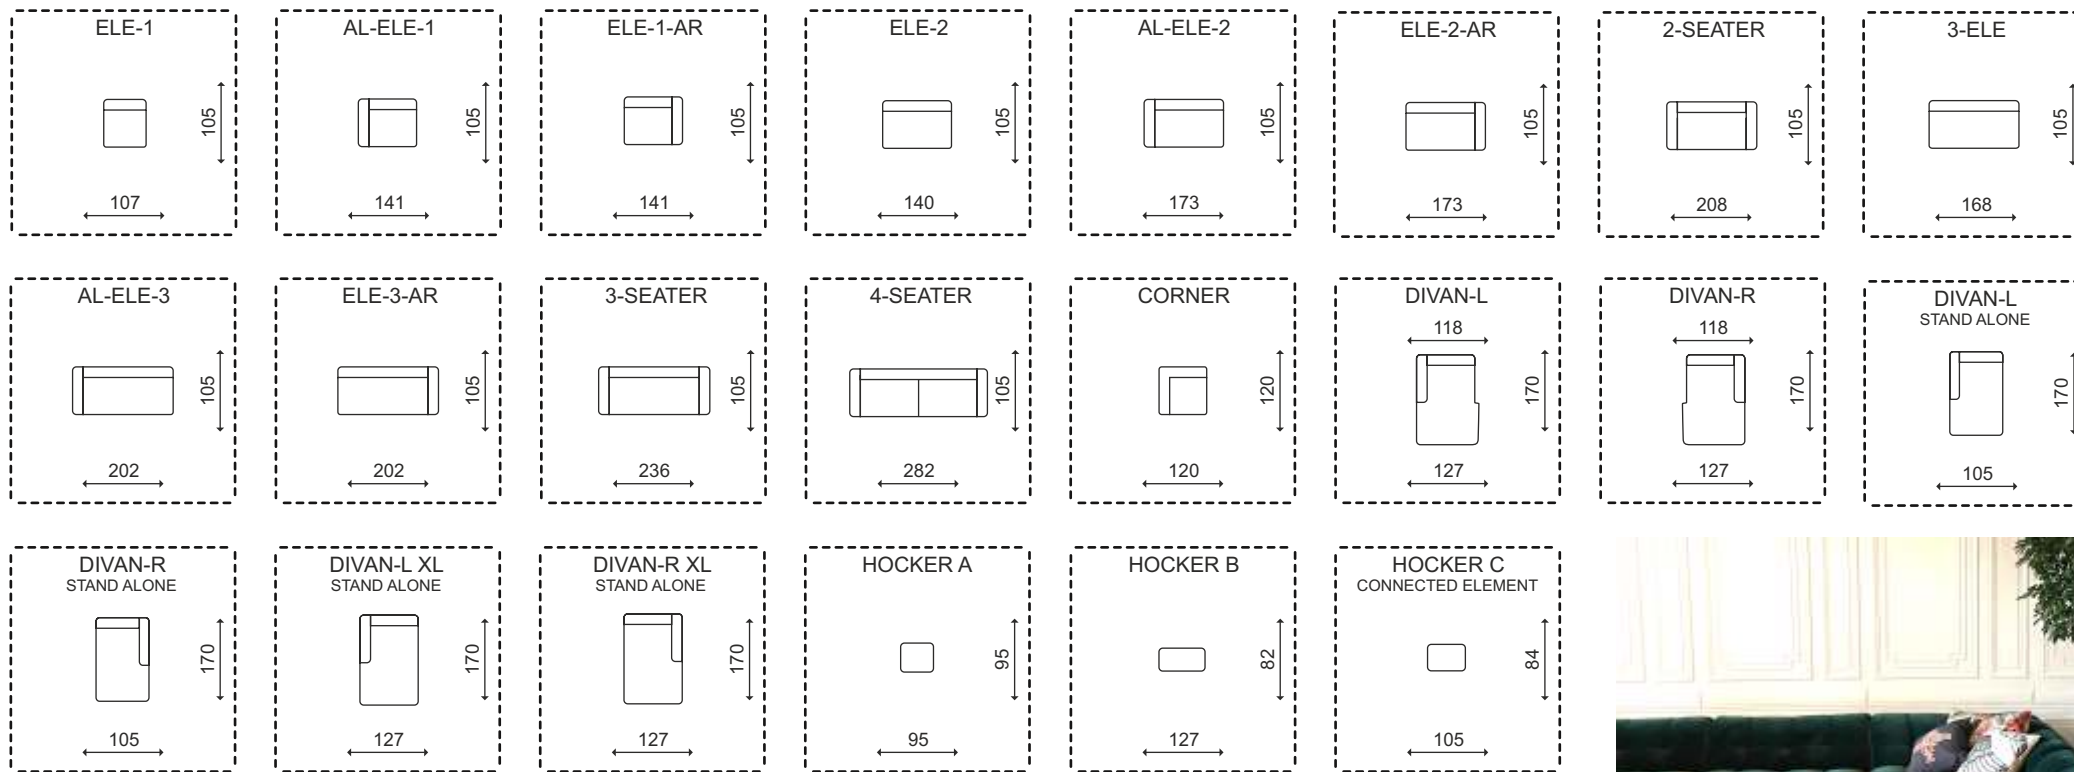 ELE-1
105
107
AL-ELE-1
105
141
ELE-1-AR
105
141
ELE-2
105
140
AL-ELE-2
105
173
ELE-2-AR
105
173
2-SEATER
105
208
3-ELE
105
168
AL-ELE-3
105
202
ELE-3-AR
105
202
3-SEATER
105
236
4-SEATER
105
282
CORNER
120
120
DIVAN-L
118
170
127
DIVAN-R
118
170
127
DIVAN-L
STAND ALONE
170
105
DIVAN-R
STAND ALONE
170
105
DIVAN-L XL
STAND ALONE
170
127
DIVAN-R XL
STAND ALONE
170
127
HOCKER A
95
95
HOCKER B
82
127
HOCKER C
CONNECTED ELEMENT
84
105